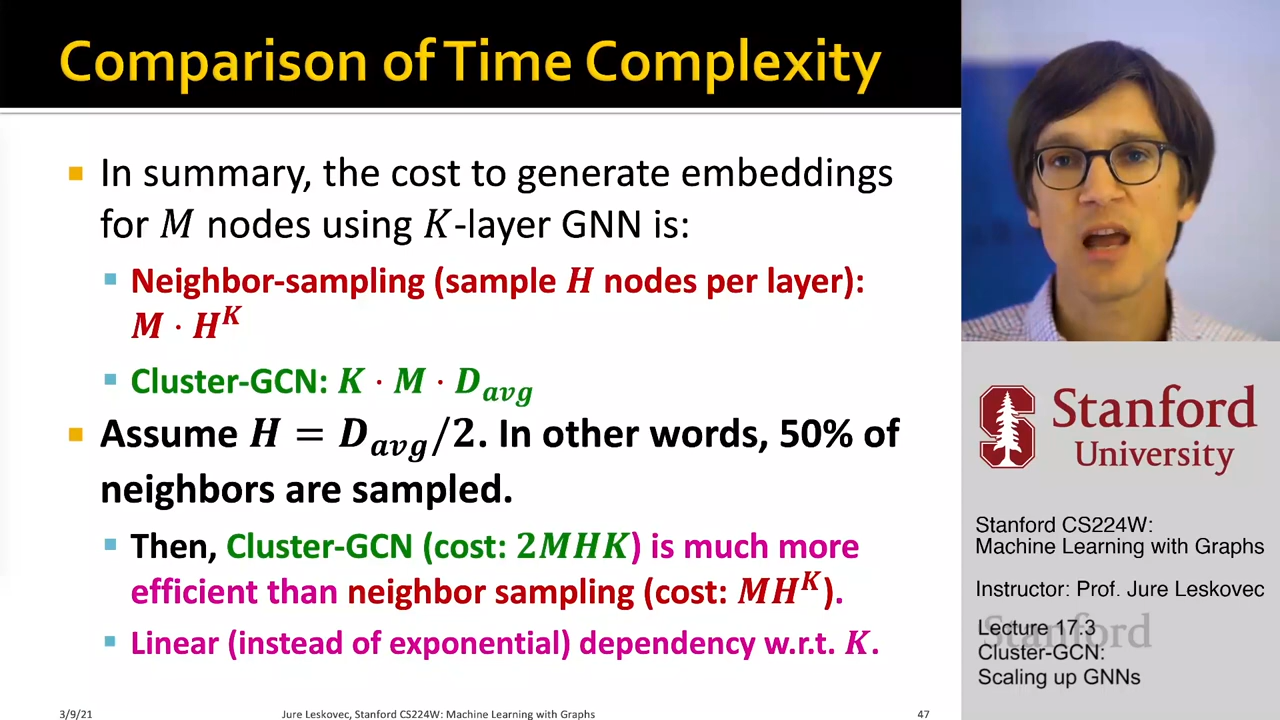 Comparison of Time Complexity
In summary, the cost to generate embeddings
for M nodes using K-layer GNN is:
Neighbor-sampling (sample H nodes per layer):
M · H^K
Cluster-GCN: K · M · D_avg
Assume H = D_avg/2. In other words, 50% of
neighbors are sampled.
Then, Cluster-GCN (cost: 2MHK) is much more
efficient than neighbor sampling (cost: MH^K).
Linear (instead of exponential) dependency w.r.t. K.
3/9/21
Jure Leskovec, Stanford CS224W: Machine Learning with Graphs
47
Stanford
University
Stanford CS224W:
Machine Learning with Graphs
Instructor: Prof. Jure Leskovec
Stanford
Lecture 17.3
Cluster-GCN:
Scaling up GNNs